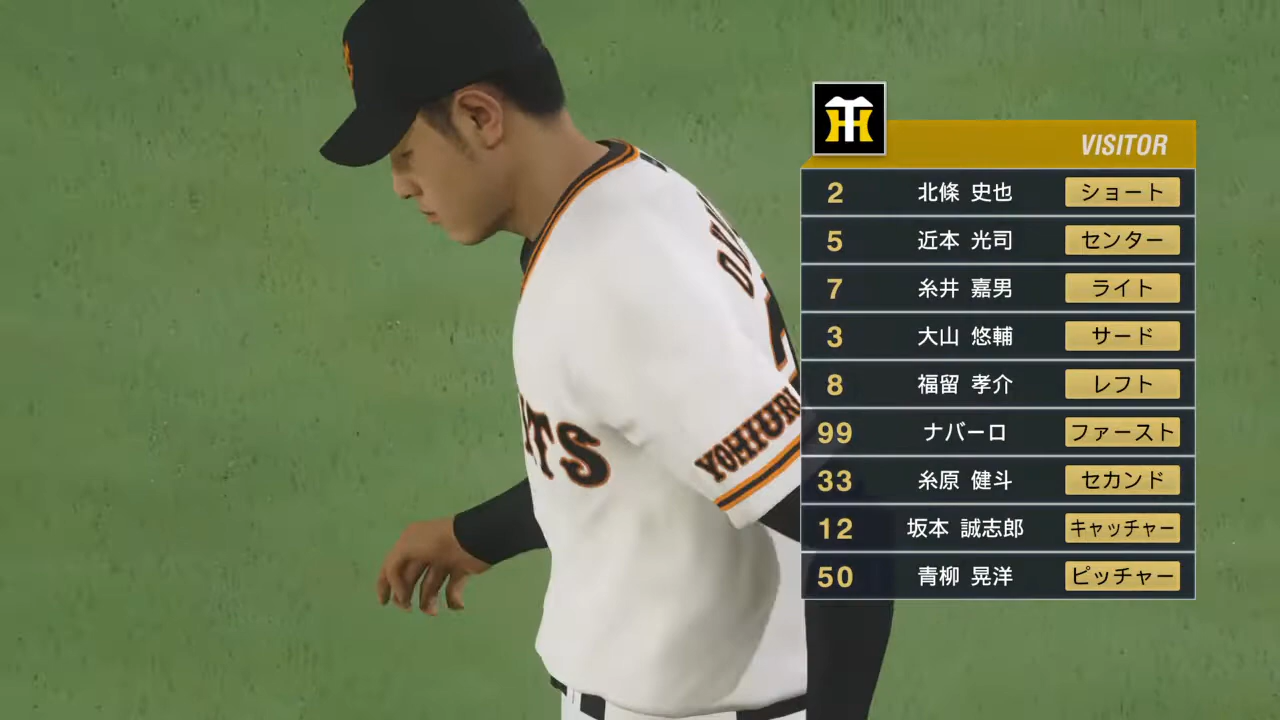 VISITOR
2 北條 史也 ショート
5 近本 光司 センター
7 糸井 嘉男 ライト
3 大山 悠輔 サード
8 福留 孝介 レフト
99 ナバーロ ファースト
33 糸原 健斗 セカンド
12 坂本 誠志郎 キャッチャー
50 青柳 晃洋 ピッチャー
YOMIURI